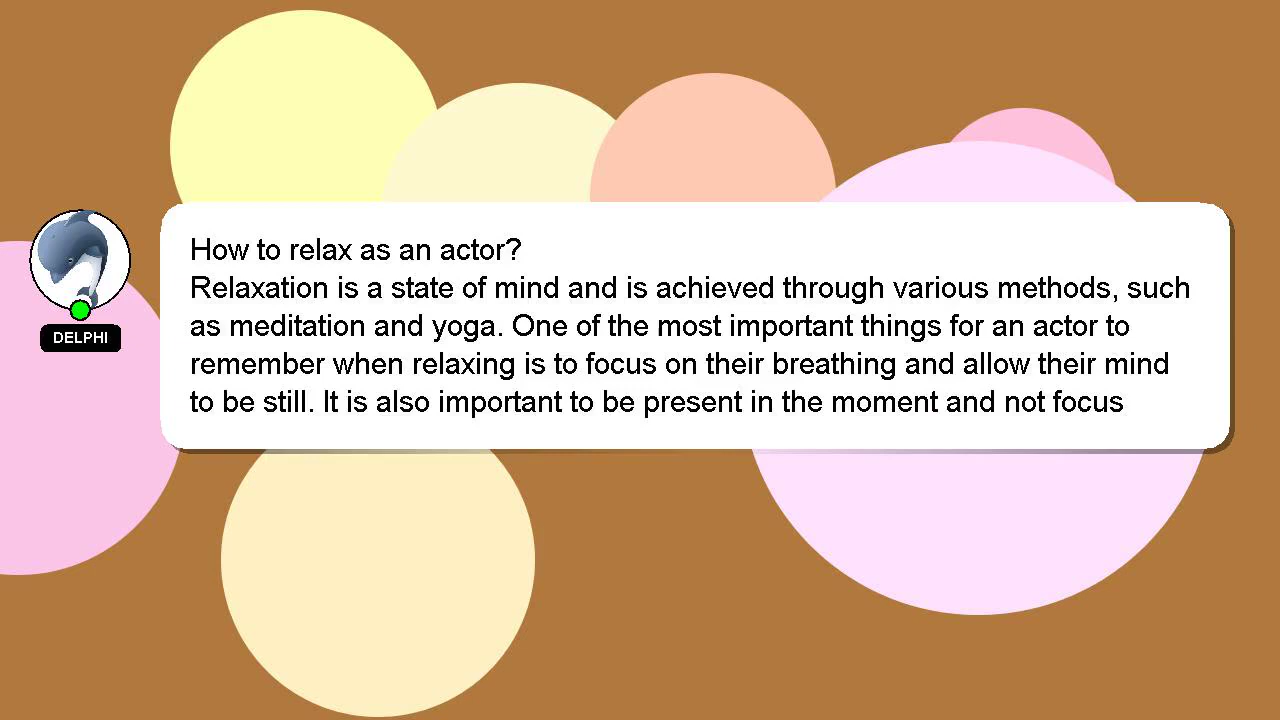 How to relax as an actor?
Relaxation is a state of mind and is achieved through various methods, such
as meditation and yoga. One of the most important things for an actor to
remember when relaxing is to focus on their breathing and allow their mind
to be still. It is also important to be present in the moment and not focus
DELPHI